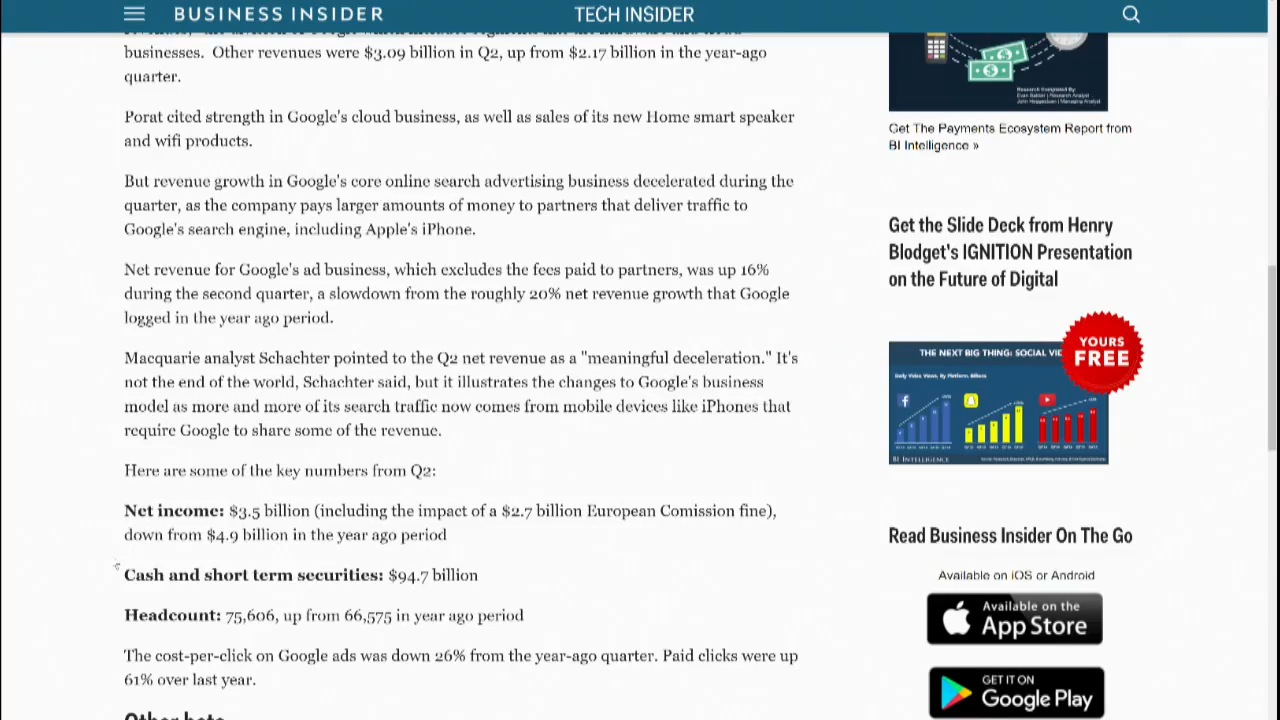 BUSINESS INSIDER
TECH INSIDER
businesses. Other revenues were $3.09 billion in Q2, up from $2.17 billion in the year-ago
quarter.
Porat cited strength in Google's cloud business, as well as sales of its new Home smart speaker
and wifi products.
But revenue growth in Google's core online search advertising business decelerated during the
quarter, as the company pays larger amounts of money to partners that deliver traffic to
Google's search engine, including Apple's iPhone.
Net revenue for Google's ad business, which excludes the fees paid to partners, was up 16%
during the second quarter, a slowdown from the roughly 20% net revenue growth that Google
logged in the year ago period.
Macquarie analyst Schachter pointed to the Q2 net revenue as a "meaningful deceleration." It's
not the end of the world, Schachter said, but it illustrates the changes to Google's business
model as more and more of its search traffic now comes from mobile devices like iPhones that
require Google to share some of the revenue.
Here are some of the key numbers from Q2:
Net income: $3.5 billion (including the impact of a $2.7 billion European Comission fine),
down from $4.9 billion in the year ago period
Cash and short term securities: $94.7 billion
Headcount: 75,606, up from 66,575 in year ago period
The cost-per-click on Google ads was down 26% from the year-ago quarter. Paid clicks were up
61% over last year.
Other bets
Get The Payments Ecosystem Report from
BI Intelligence »
Get the Slide Deck from Henry
Blodget's IGNITION Presentation
on the Future of Digital
YOURS
FREE
THE NEXT BIG THING: SOCIAL VID
Daily Video Views, By Platform, Billions
BI INTELLIGENCE
Read Business Insider On The Go
Available on iOS or Android
Available on the
App Store
GET IT ON
Google Play